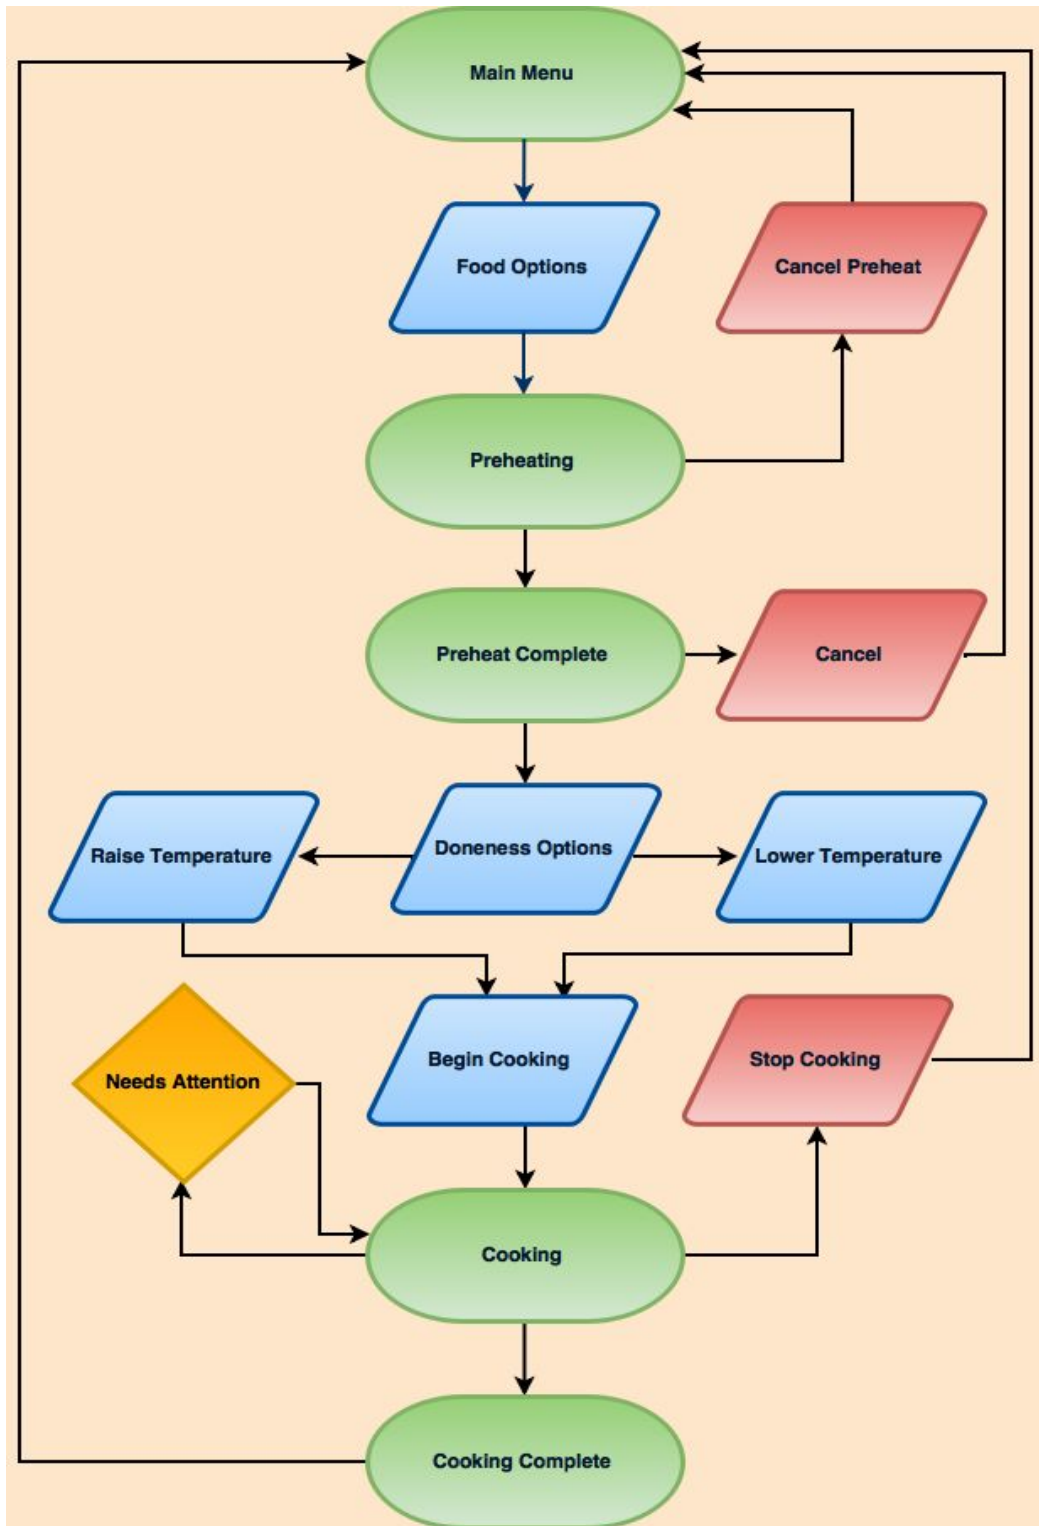 Main Menu
Food Options
Cancel Preheat
Preheating
Preheat Complete
Cancel
Raise Temperature
Doneness Options
Lower Temperature
Needs Attention
Begin Cooking
Stop Cooking
Cooking
Cooking Complete